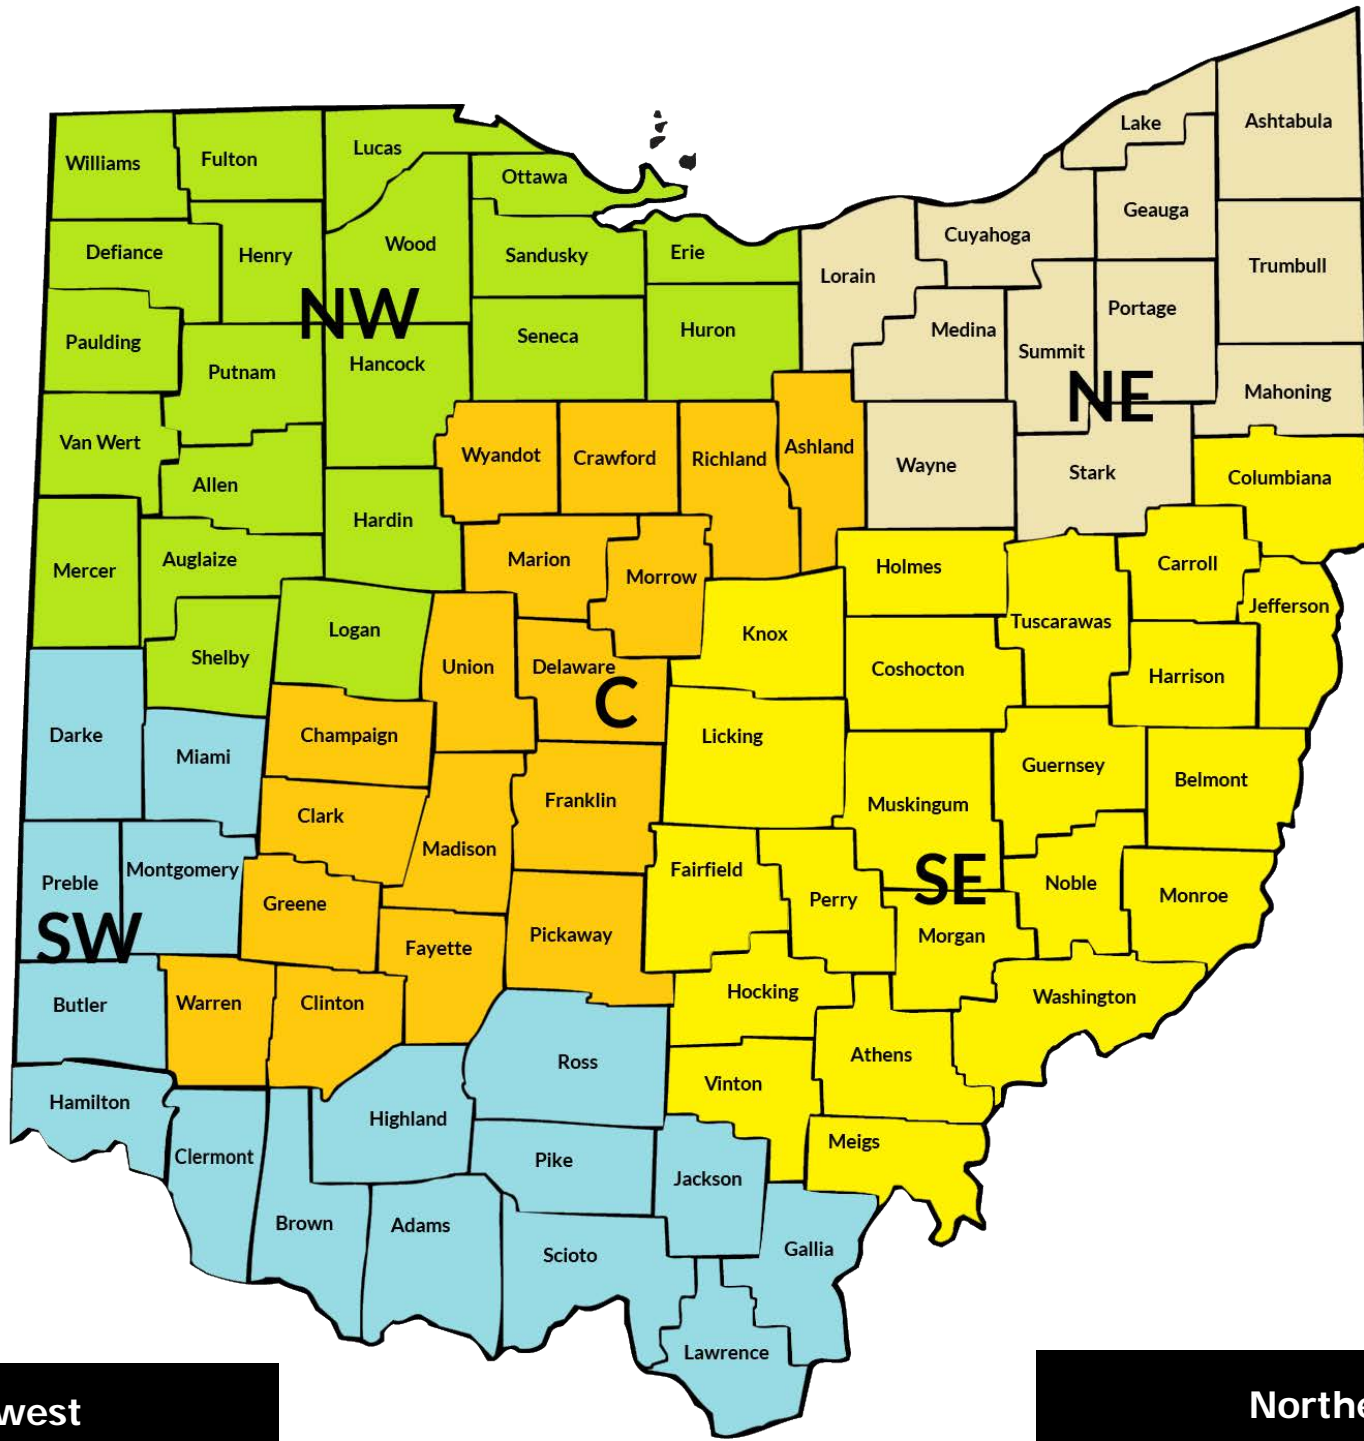 Lake
Ashtabula
Williams
Fulton
Lucas
Ottawa
Geauga
Defiance
Henry
Wood
Sandusky
Erie
Lorain
Cuyahoga
Trumbull
NW
Paulding
Putnam
Hancock
Seneca
Huron
Medina
Summit
Portage
NE
Mahoning
Van Wert
Allen
Wyandot
Crawford
Richland
Ashland
Wayne
Stark
Columbiana
Hardin
Mercer
Auglaize
Marion
Morrow
Holmes
Carroll
Jefferson
Tuscarawas
Logan
Shelby
Union
Delaware
C
Knox
Coshocton
Harrison
Darke
Miami
Champaign
Licking
Guernsey
Belmont
Clark
Franklin
Muskingum
Madison
Preble
Montgomery
Greene
Fairfield
Perry
SE
Noble
Monroe
SW
Fayette
Pickaway
Morgan
Butler
Warren
Clinton
Hocking
Washington
Ross
Athens
Vinton
Hamilton
Highland
Meigs
Clermont
Pike
Jackson
Brown
Adams
Scioto
Gallia
Lawrence
west
Northe